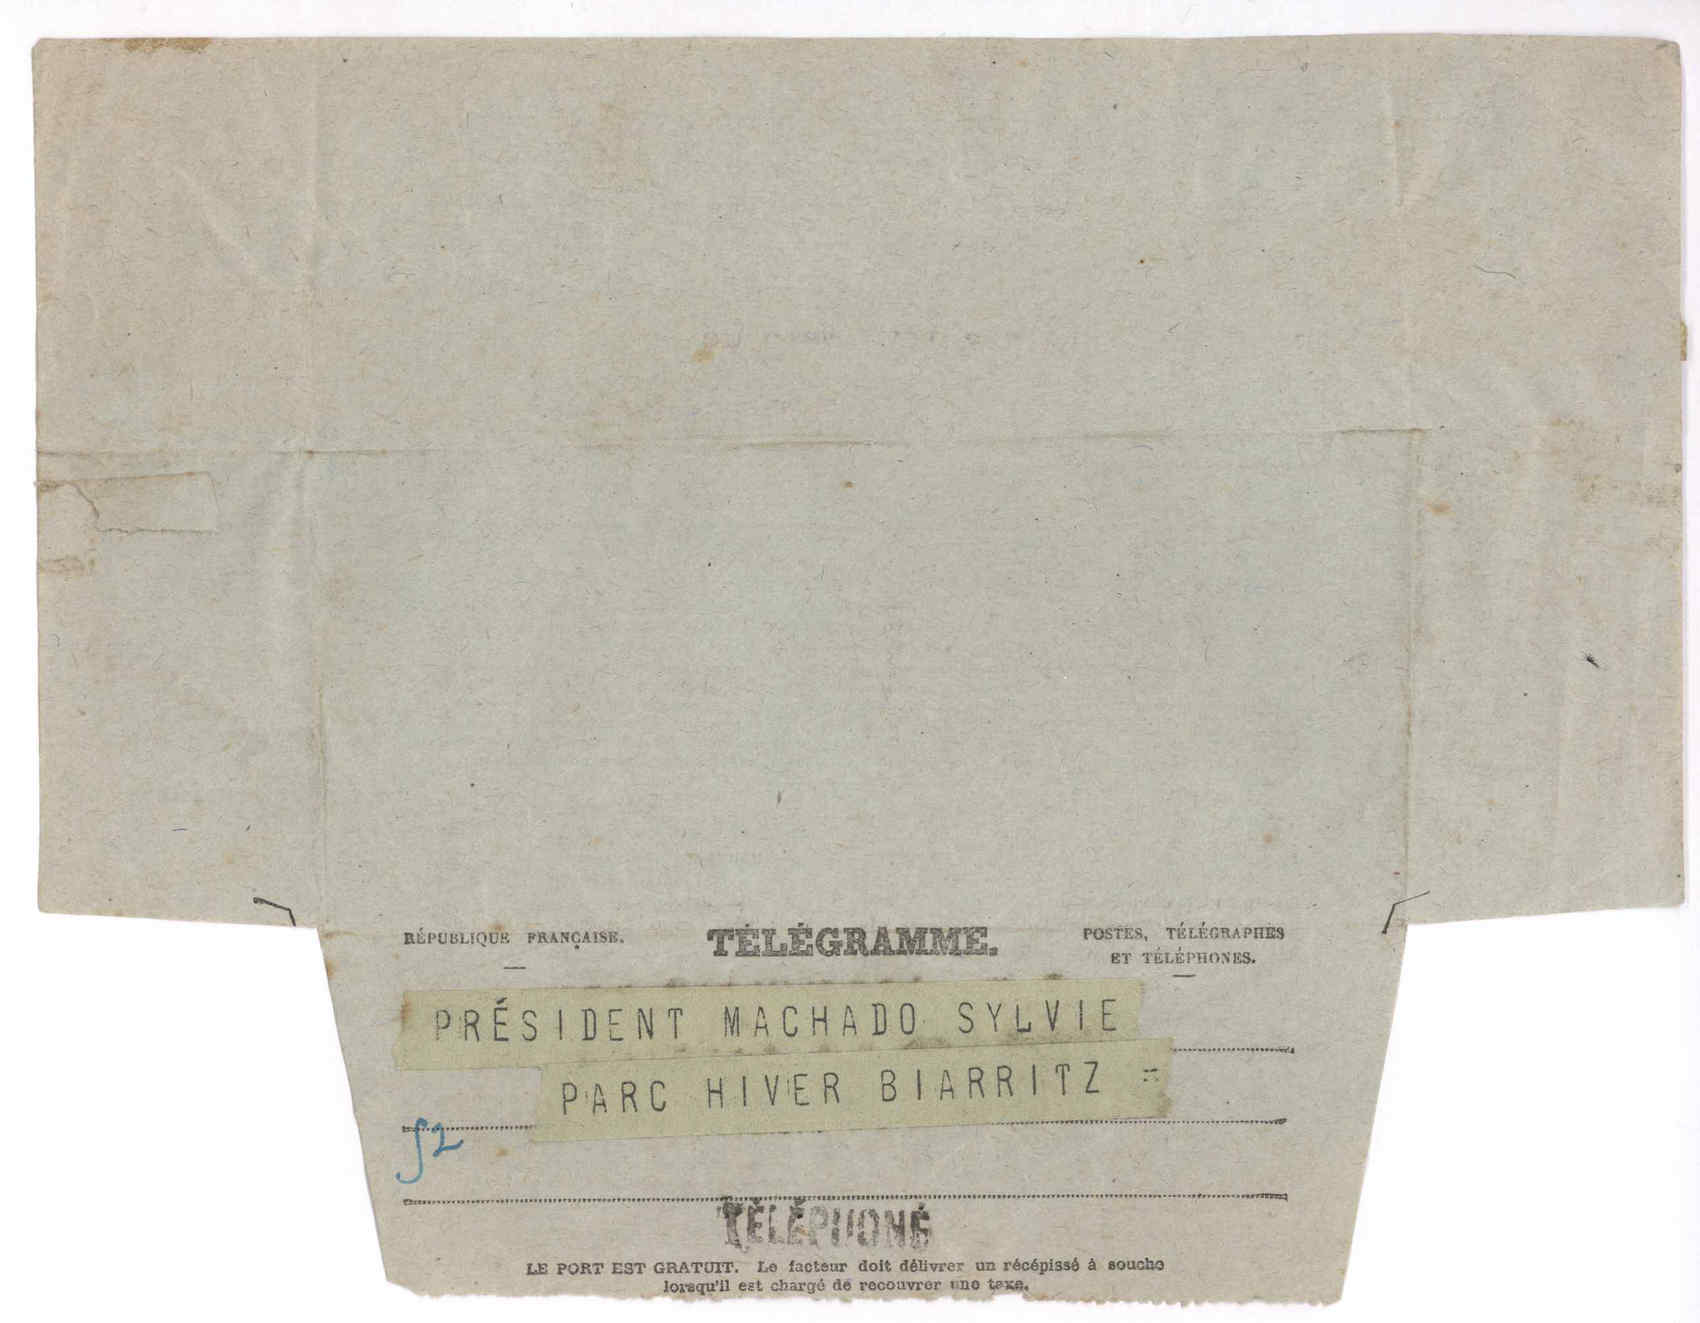 RÉPUBLIQUE FRANÇAISE.
TÉLÉGRAMME.
POSTES, TÉLÉGRAPHES
ET TÉLÉPHONES.
PRÉSIDENT MACHADO SYLVIE
PARC HIVER BIARRITZ =
52
TÉLÉPHONÉ
LE PORT EST GRATUIT. Le facteur doit délivrer un récépissé à souche
lorsqu'il est chargé de recouvrer une taxe.